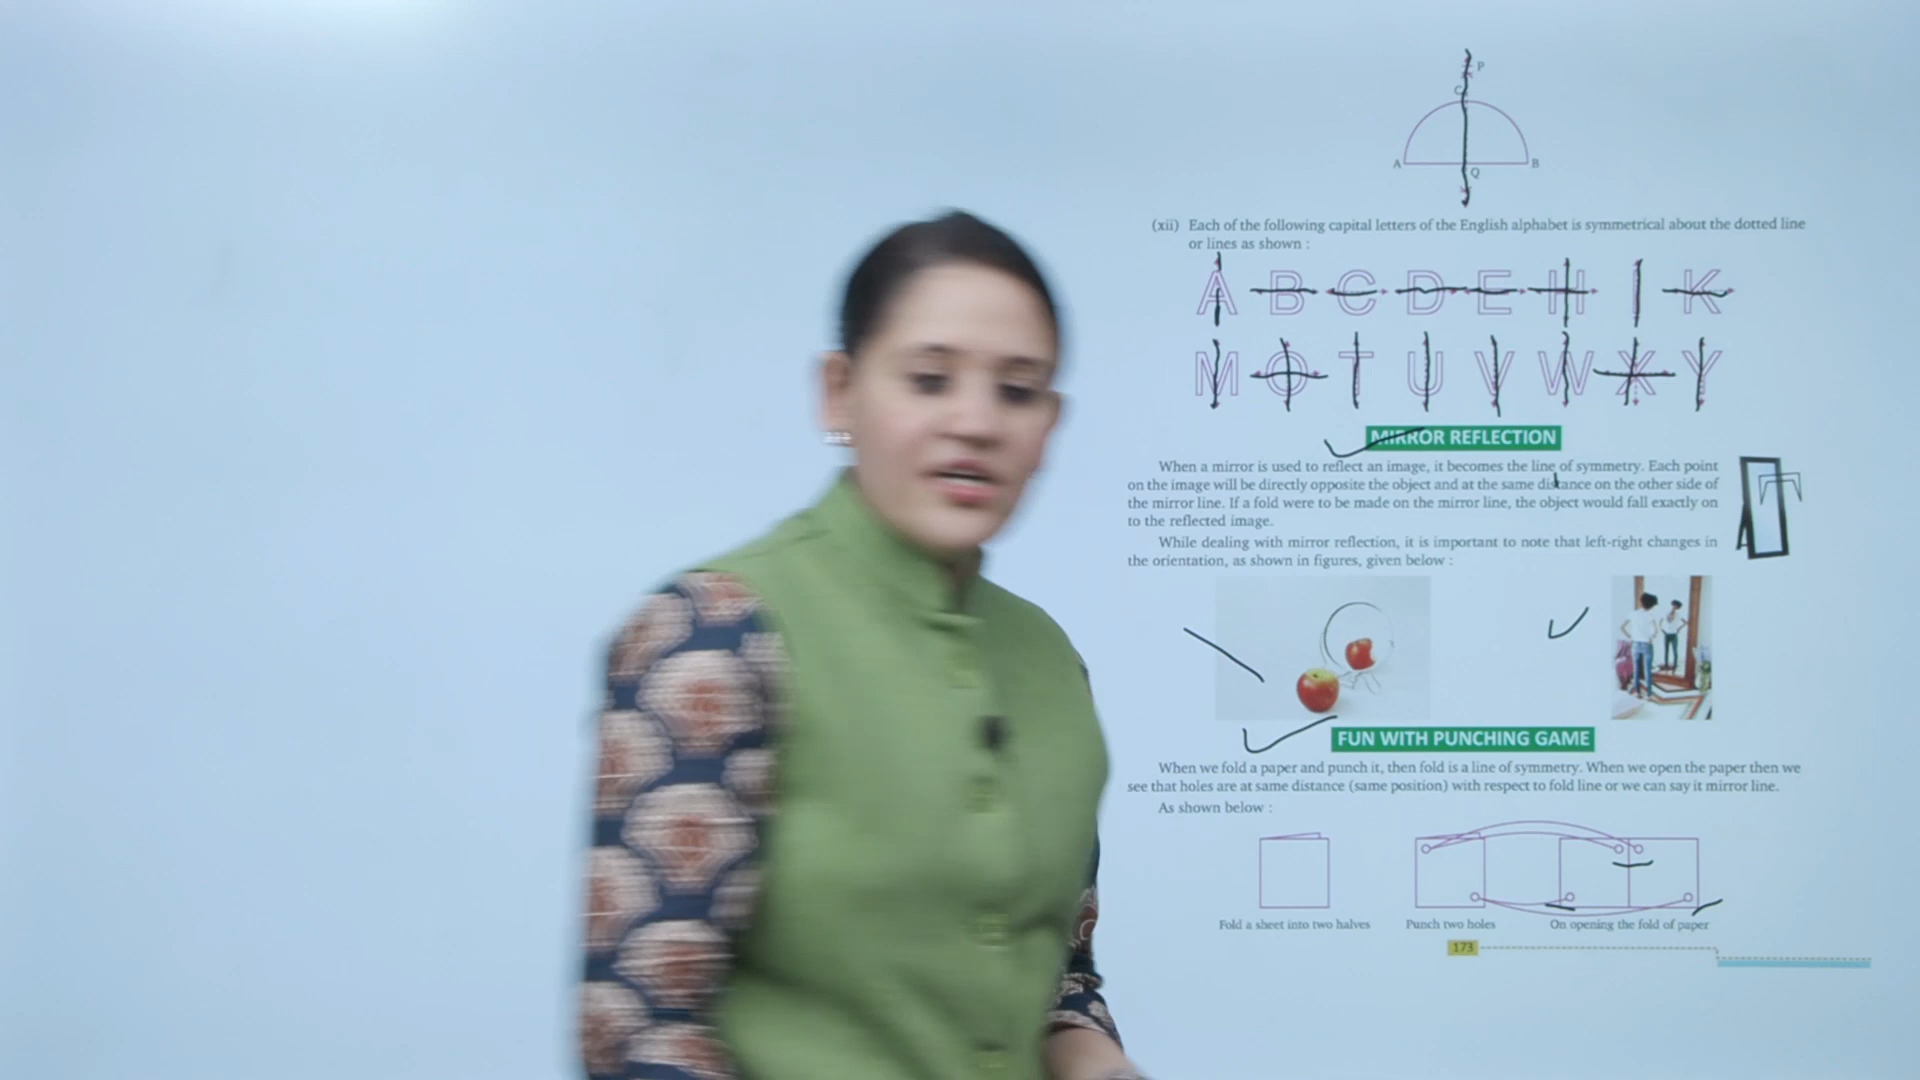 P
C
A B
Q
(xii) Each of the following capital letters of the English alphabet is symmetrical about the dotted line
or lines as shown :
A B C D E H I K
M O T U V W X Y
MIRROR REFLECTION
When a mirror is used to reflect an image, it becomes the line of symmetry. Each point
on the image will be directly opposite the object and at the same distance on the other side of
the mirror line. If a fold were to be made on the mirror line, the object would fall exactly on
to the reflected image.
While dealing with mirror reflection, it is important to note that left-right changes in
the orientation, as shown in figures, given below :
FUN WITH PUNCHING GAME
When we fold a paper and punch it, then fold is a line of symmetry. When we open the paper then we
see that holes are at same distance (same position) with respect to fold line or we can say it mirror line.
As shown below :
Fold a sheet into two halves Punch two holes On opening the fold of paper
173